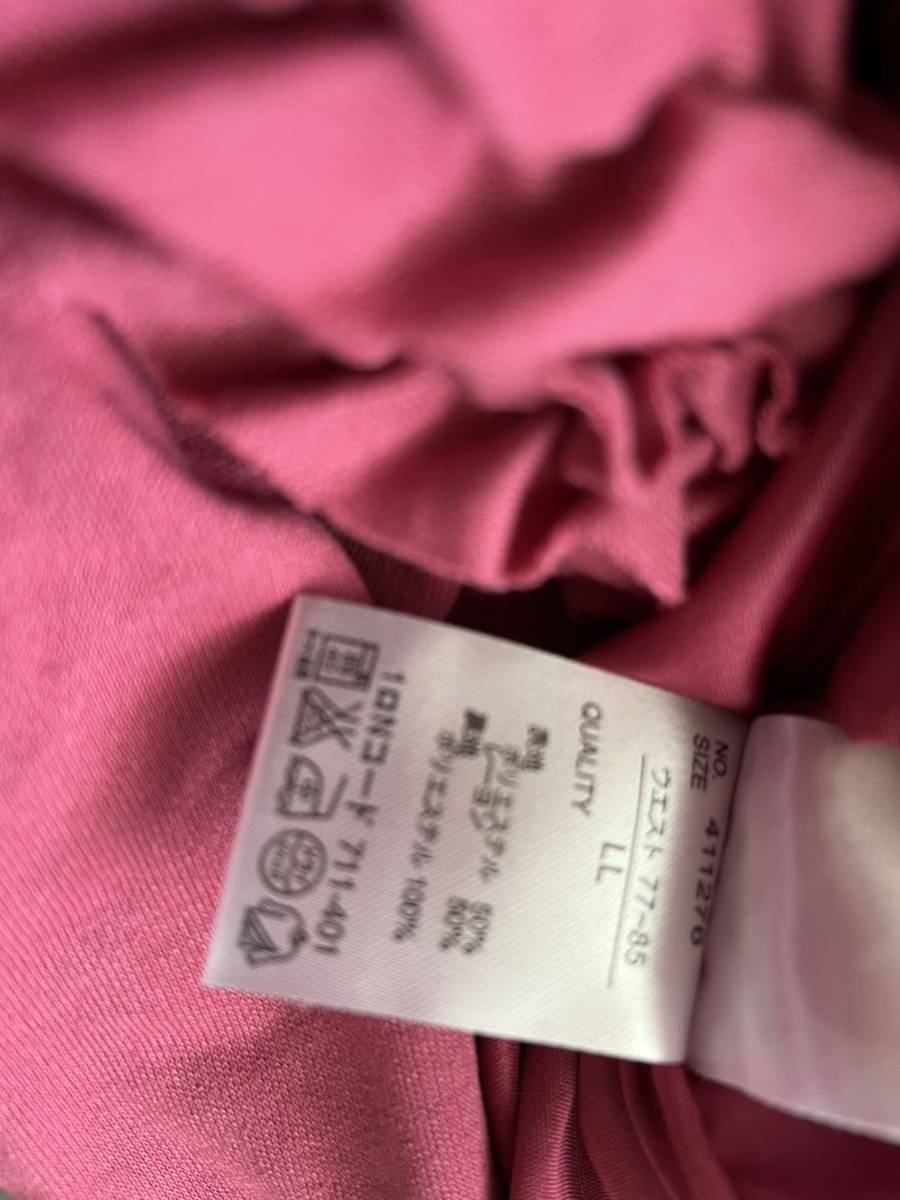 NO. 411276
SIZE
ウエスト 77~85
LL
QUALITY
表地
ポリエステル 50%
レーヨン 50%
裏地
ポリエステル 100%
1ロNコード 711-401